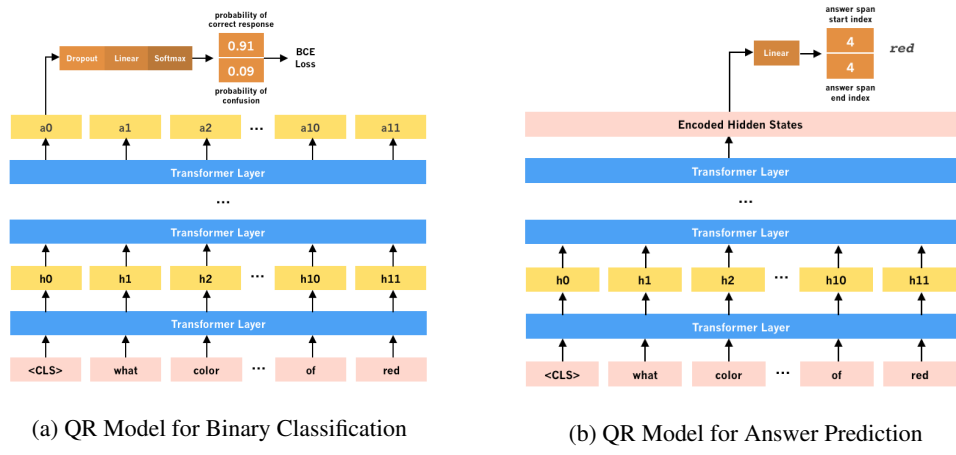 probability of
correct response
Dropout Linear Softmax
0.91
0.09
BCE
Loss
probability
of confusion
a0 a1 a2 ... a10 a11
Transformer Layer
...
Transformer Layer
h0 h1 h2 ... h10 h11
Transformer Layer
<CLS> what color ... of red
(a) QR Model for Binary Classification
answer span
start index
Linear
4
4
red
answer span
end index
Encoded Hidden States
Transformer Layer
...
Transformer Layer
h0 h1 h2 ... h10 h11
Transformer Layer
<CLS> what color ... of red
(b) QR Model for Answer Prediction